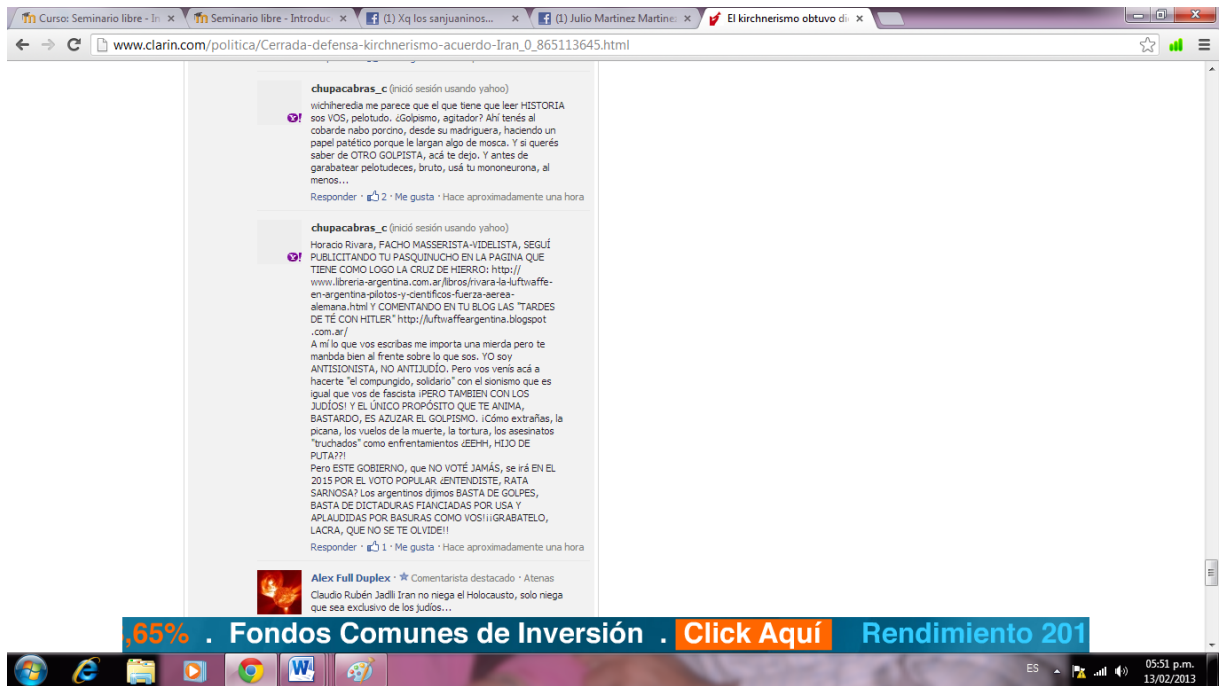 Curso: Seminario libre - In
Seminario libre - Introduc
(1) Xq los sanjuaninos...
(1) Julio Martinez Martine
El kirchnerismo obtuvo di
www.clarin.com/politica/Cerrada-defensa-kirchnerismo-acuerdo-Iran_0_865113645.html
chupacabras_c (inició sesión usando yahoo)
wichiheredia me parece que el que tiene que leer HISTORIA
sos VOS, pelotudo. ¿Golpismo, agitador? Ahí tenés al
cobarde nabo porcino, desde su madriguera, haciendo un
papel patético porque le largan algo de mosca. Y si querés
saber de OTRO GOLPISTA, acá te dejo. Y antes de
garabatear pelotudeces, bruto, usá tu mononeurona, al
menos...
Responder · 2 · Me gusta · Hace aproximadamente una hora
chupacabras_c (inició sesión usando yahoo)
Horacio Rivara, FACHO MASSERISTA-VIDELISTA, SEGUÍ
PUBLICITANDO TU PASQUINUCHO EN LA PAGINA QUE
TIENE COMO LOGO LA CRUZ DE HIERRO: http://
www.libreria-argentina.com.ar/libros/rivara-la-luftwaffe-
en-argentina-pilotos-y-cientificos-fuerza-aerea-
alemana.html Y COMENTANDO EN TU BLOG LAS "TARDES
DE TÉ CON HITLER" http://luftwaffeargentina.blogspot
.com.ar/
A mí lo que vos escribas me importa una mierda pero te
manbda bien al frente sobre lo que sos. YO soy
ANTISIONISTA, NO ANTIJUDÍO. Pero vos venís acá a
hacerte "el compungido, solidario" con el sionismo que es
igual que vos de fascista ¡PERO TAMBIEN CON LOS
JUDÍOS! Y EL ÚNICO PROPÓSITO QUE TE ANIMA,
BASTARDO, ES AZUZAR EL GOLPISMO. ¡Cómo extrañas, la
picana, los vuelos de la muerte, la tortura, los asesinatos
"truchados" como enfrentamientos ¿EEHH, HIJO DE
PUTA??!
Pero ESTE GOBIERNO, que NO VOTÉ JAMÁS, se irá EN EL
2015 POR EL VOTO POPULAR ¿ENTENDISTE, RATA
SARNOSA? Los argentinos dijimos BASTA DE GOLPES,
BASTA DE DICTADURAS FIANCIADAS POR USA Y
APLAUDIDAS POR BASURAS COMO VOS!¡¡GRABATELO,
LACRA, QUE NO SE TE OLVIDE!!
Responder · 1 · Me gusta · Hace aproximadamente una hora
Alex Full Duplex · Comentarista destacado · Atenas
Claudio Rubén Jadlli Iran no niega el Holocausto, solo niega
que sea exclusivo de los judíos...
,65% . Fondos Comunes de Inversión . Click Aquí Rendimiento 201
ES
05:51 p.m.
13/02/2013